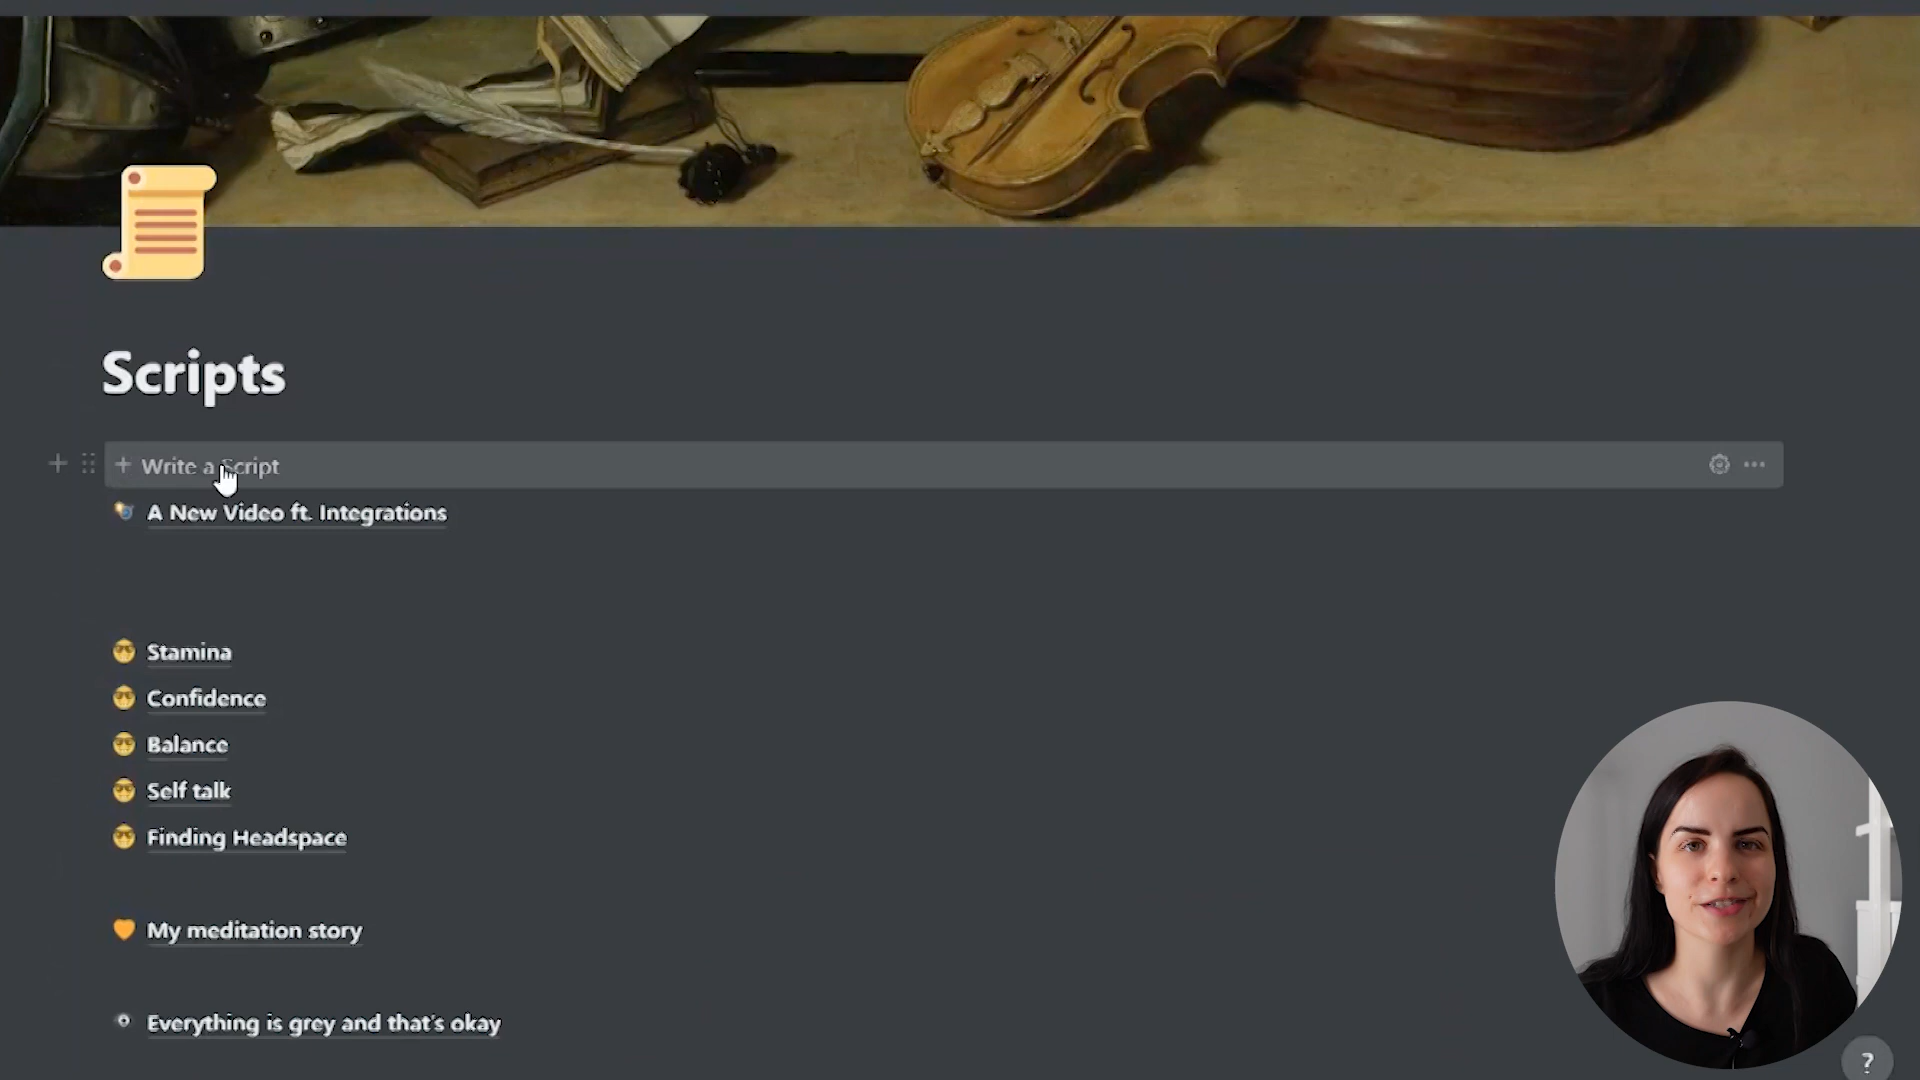 Scripts
+ Write a Script
A New Video ft. Integrations
Stamina
Confidence
Balance
Self talk
Finding Headspace
My meditation story
Everything is grey and that's okay
?